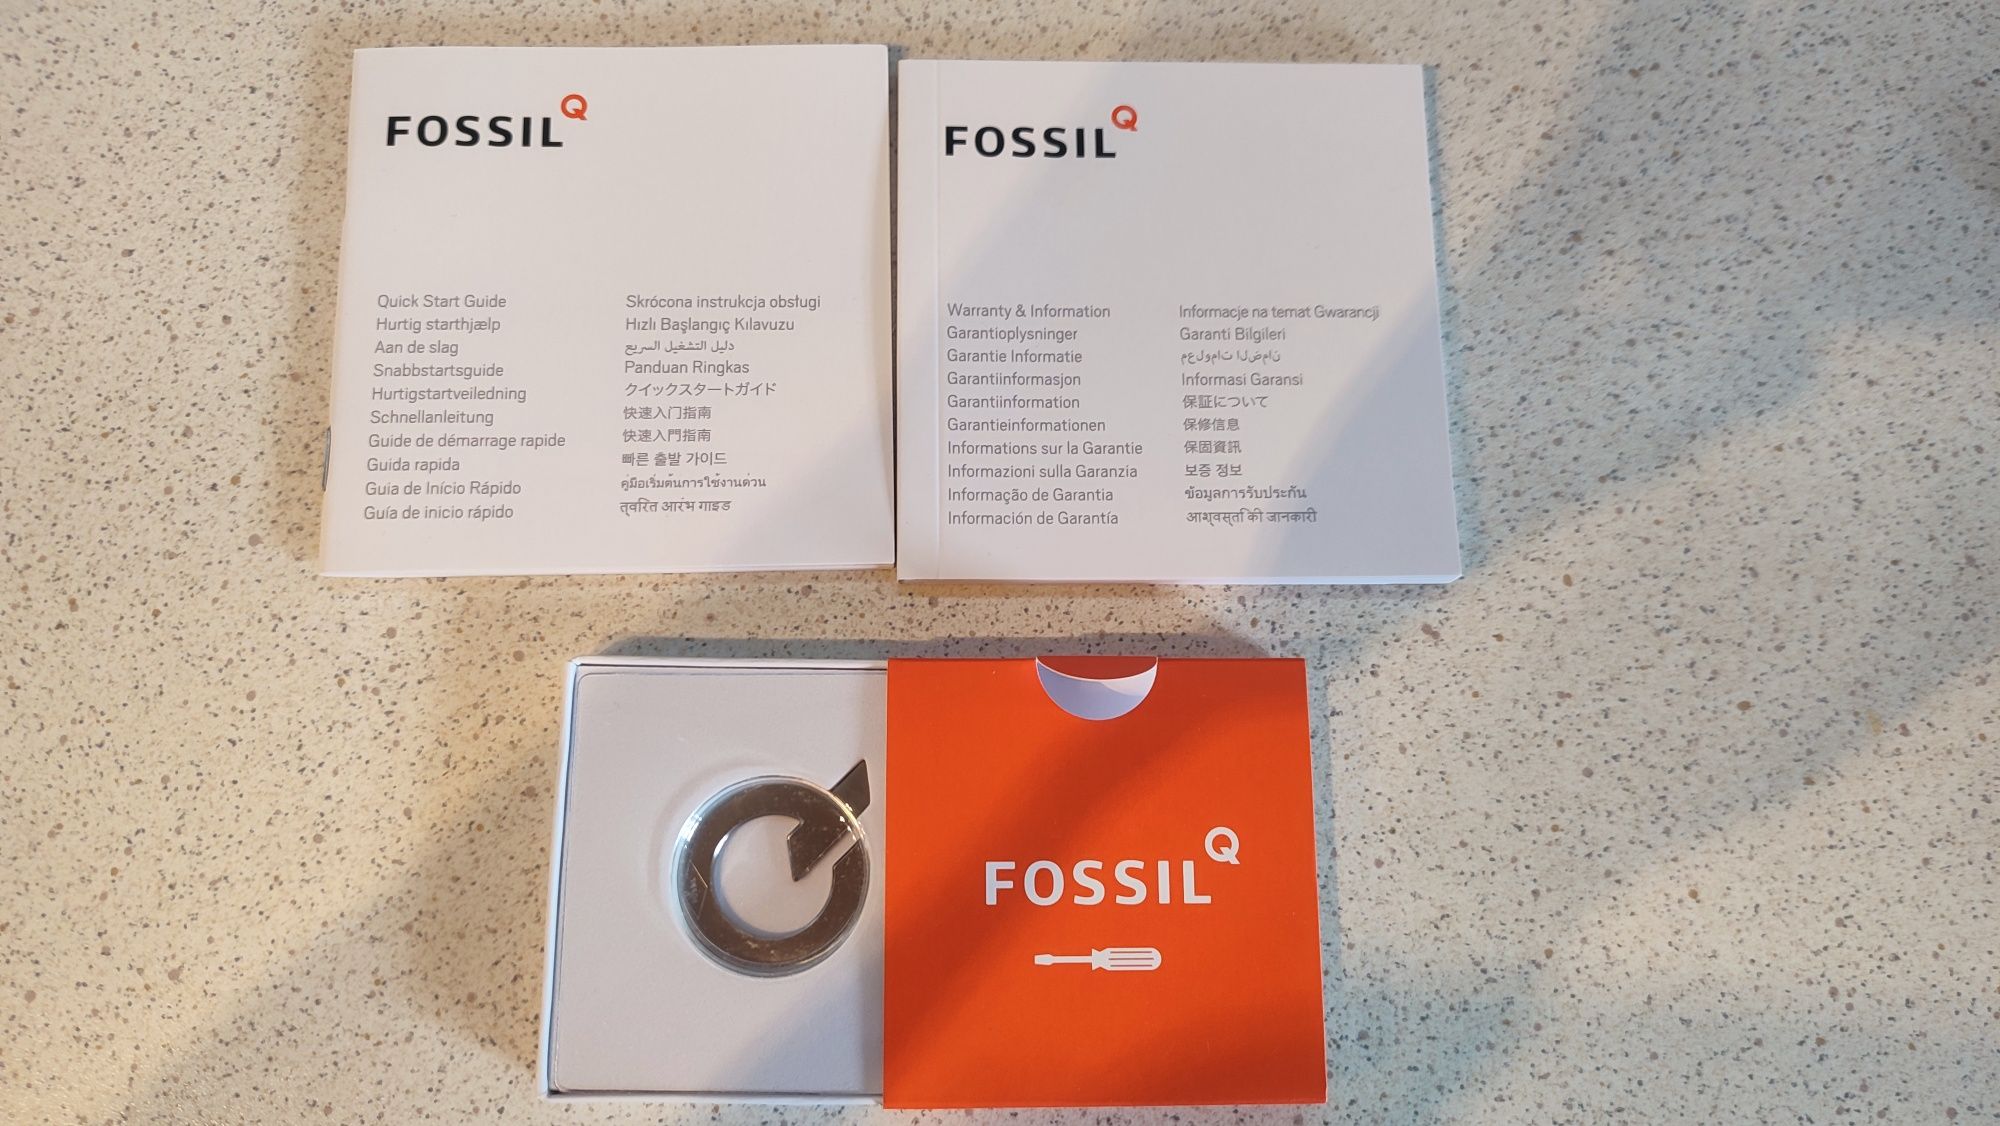 FOSSIL Q
Quick Start Guide
Hurtig starthjælp
Aan de slag
Snabbstartsguide
Hurtigstartveiledning
Schnellanleitung
Guide de démarrage rapide
Guida rapida
Guia de Início Rápido
Guía de inicio rápido
Skrócona instrukcja obsługi
Hızlı Başlangıç Kılavuzu
دليل التشغيل السريع
Panduan Ringkas
クイックスタートガイド
快速入门指南
快速入門指南
빠른 출발 가이드
คู่มือเริ่มต้นการใช้งานด่วน
त्वरित आरंभ गाइड
FOSSIL Q
Warranty & Information
Garantioplysninger
Garantie Informatie
Garantiinformasjon
Garantiinformation
Garantieinformationen
Informations sur la Garantie
Informazioni sulla Garanzia
Informação de Garantia
Información de Garantía
Informacje na temat Gwarancji
Garanti Bilgileri
ﻥﺎﻤﺿﻟﺍ ﺕﺎﻣﻭﻠﻌﻣ
Informasi Garansi
保証について
保修信息
保固資訊
보증 정보
ข้อมูลการรับประกัน
आश्वस्ति की जानकारी
FOSSIL Q